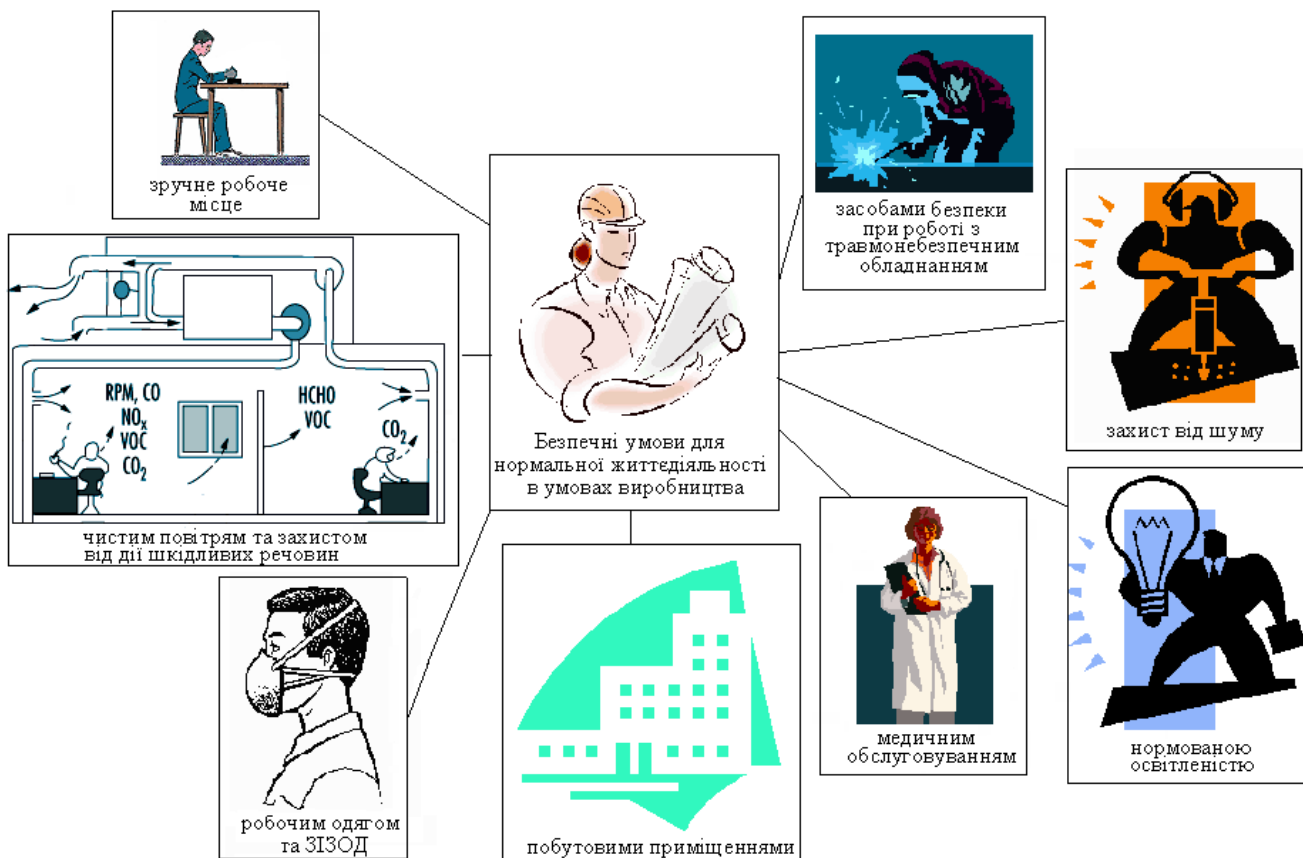 зручне робоче
місце
засобами безпеки
при роботі з
травмонебезпечним
обладнанням
RPM, CO
NOx
VOC
CO2
HCHO
VOC
CO2
чистим повітрям та захистом
від дії шкідливих речовин
Безпечні умови для
нормальної життєдіяльності
в умовах виробництва
захист від шуму
робочим одягом
та ЗІЗОД
побутовими приміщеннями
медичним
обслуговуванням
нормованою
освітленістю